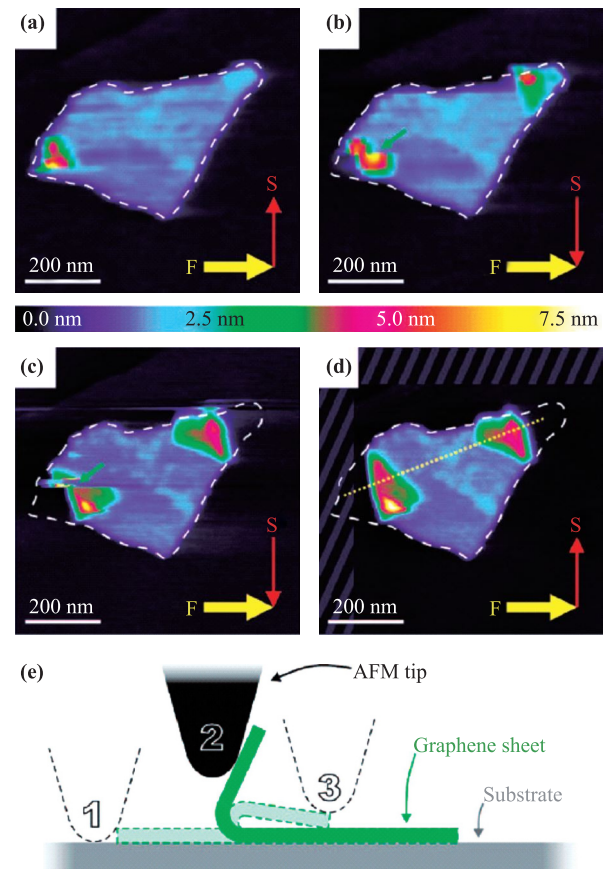 (a)
(b)
S
S
200 nm
F
200 nm
F
0.0 nm 2.5 nm 5.0 nm 7.5 nm
(c)
(d)
S
S
200 nm
F
200 nm
F
(e)
AFM tip
2
Graphene sheet
3
1
Substrate